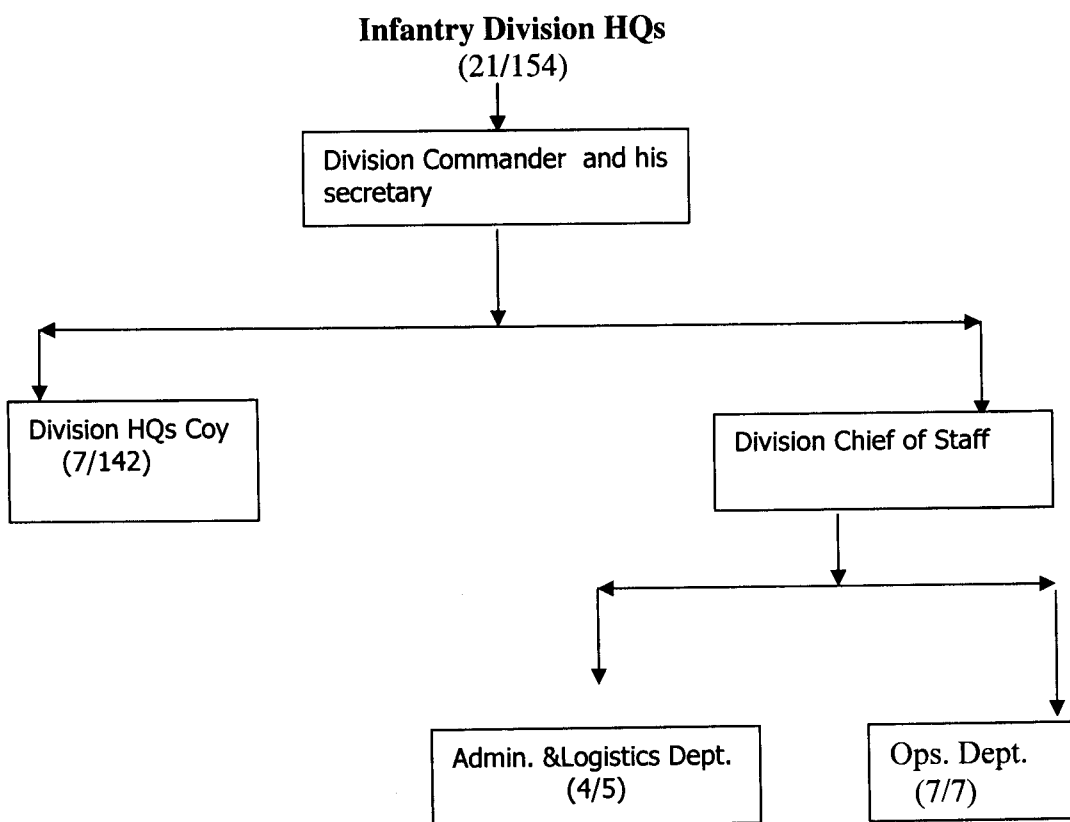 Infantry Division HQs
(21/154)
Division Commander and his
secretary
Division HQs Coy
(7/142)
Division Chief of Staff
Admin. &Logistics Dept.
(4/5)
Ops. Dept.
(7/7)